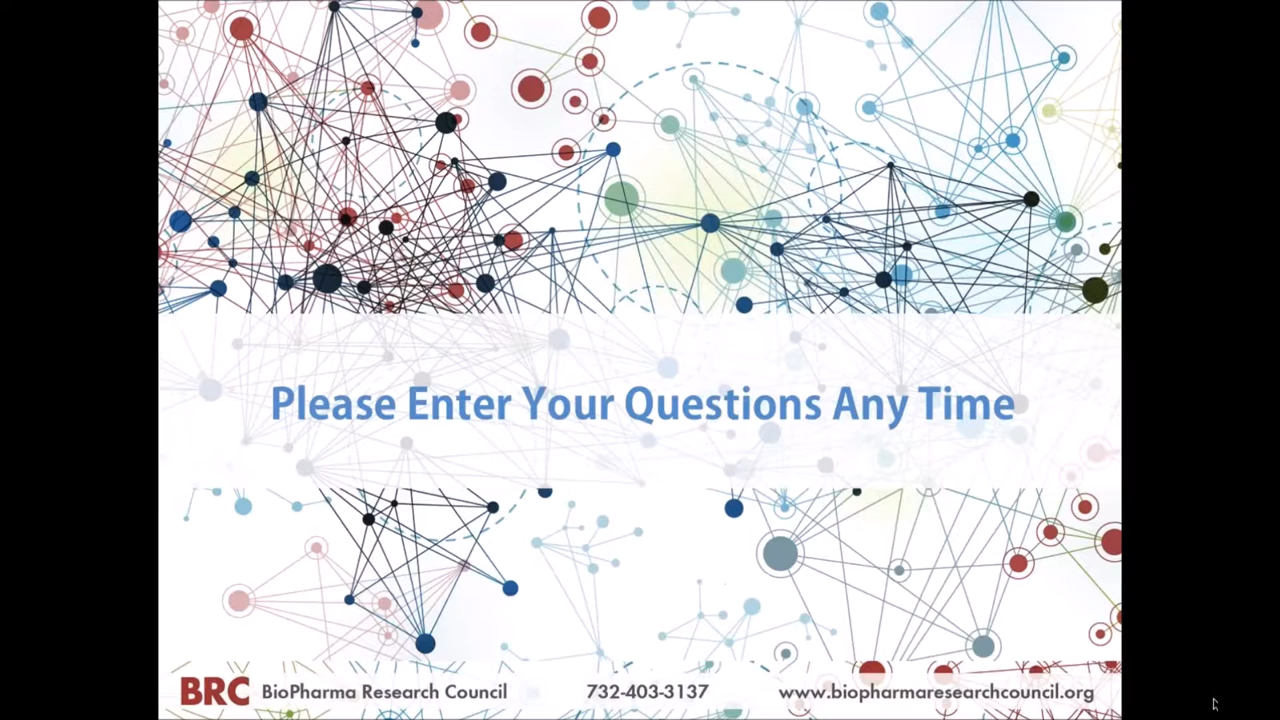 Please Enter Your Questions Any Time
BRC BioPharma Research Council 732-403-3137 www.biopharmaresearchcouncil.org